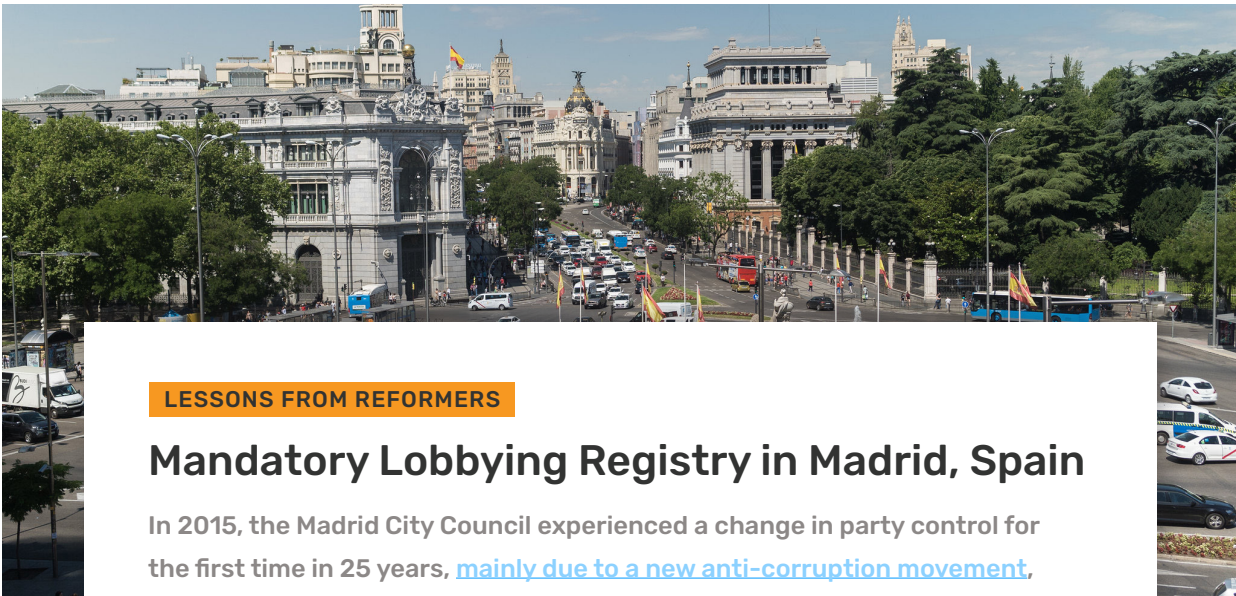 LESSONS FROM REFORMERS
Mandatory Lobbying Registry in Madrid, Spain
In 2015, the Madrid City Council experienced a change in party control for
the first time in 25 years, mainly due to a new anti-corruption movement,